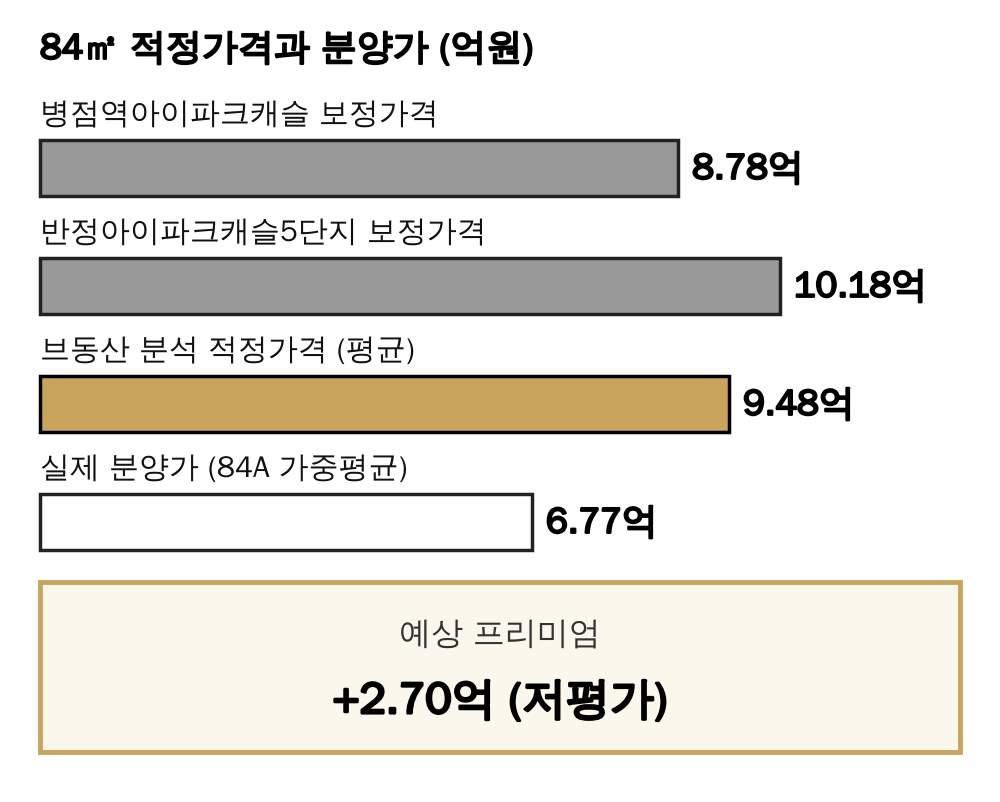 84㎡ 적정가격과 분양가 (억원)
병점역아이파크캐슬 보정가격
8.78억
반정아이파크캐슬5단지 보정가격
10.18억
브동산 분석 적정가격 (평균)
9.48억
실제 분양가 (84A 가중평균)
6.77억
예상 프리미엄
+2.70억 (저평가)